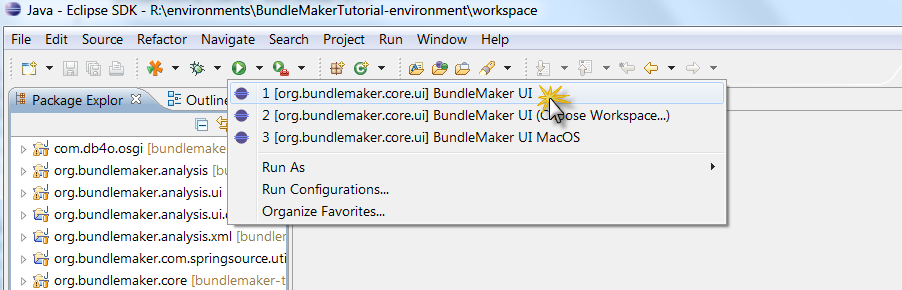 Java - Eclipse SDK - R:\environments\BundleMakerTutorial-environment\workspace
File Edit Source Refactor Navigate Search Project Run Window Help
Package Explor Outline
1 [org.bundlemaker.core.ui] BundleMaker UI
2 [org.bundlemaker.core.ui] BundleMaker UI (Choose Workspace...)
3 [org.bundlemaker.core.ui] BundleMaker UI MacOS
Run As
Run Configurations...
Organize Favorites...
com.db4o.osgi [bundlemake
org.bundlemaker.analysis [bu
org.bundlemaker.analysis.ui
org.bundlemaker.analysis.ui.
org.bundlemaker.analysis.xml [bundlem
org.bundlemaker.com.springsource.uti
org.bundlemaker.core [bundlemaker-t